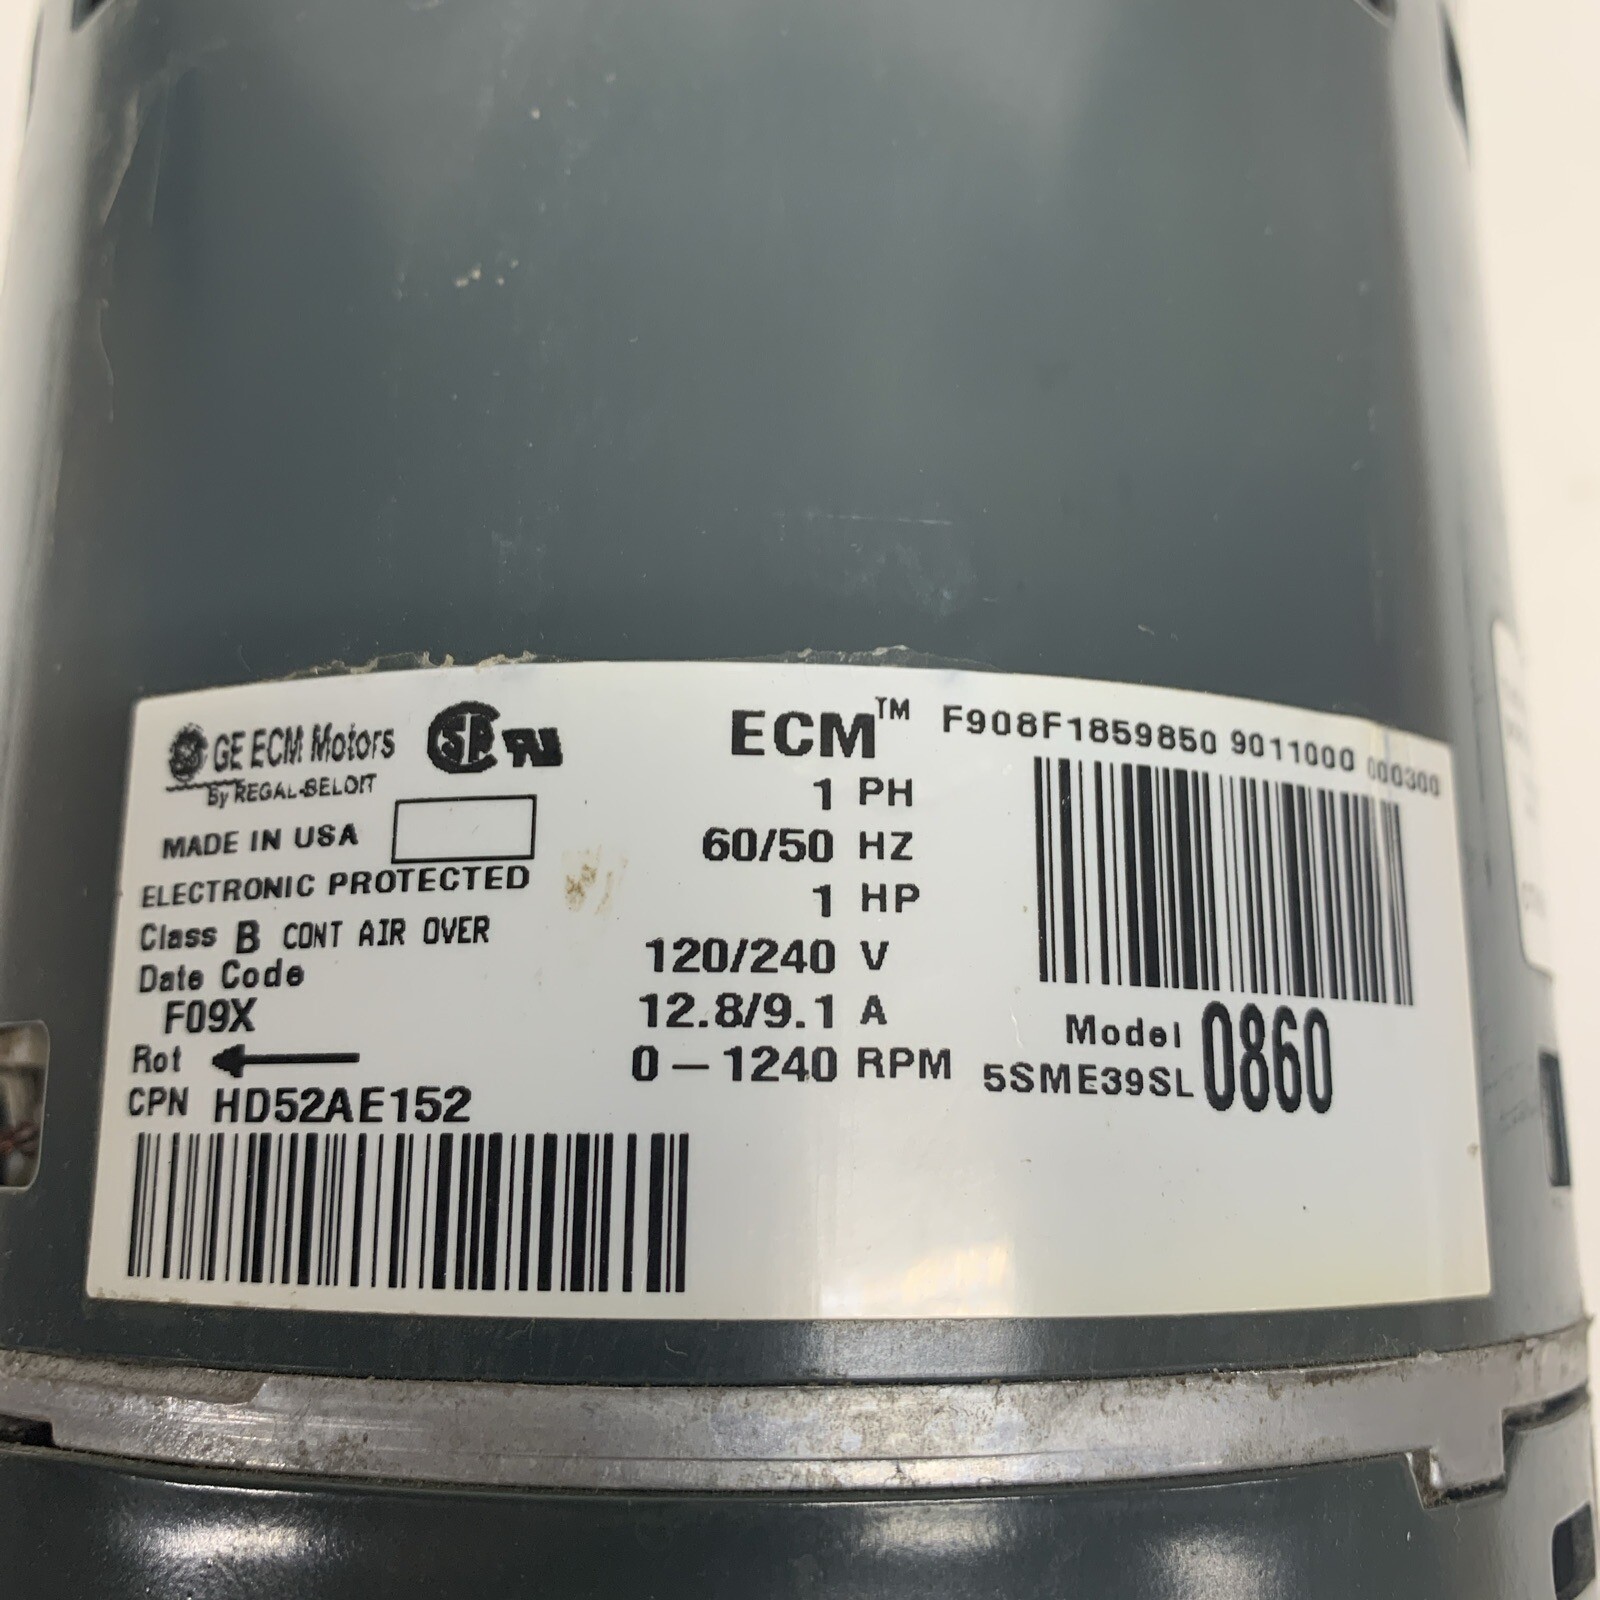 GE ECM Motors
By REGAL-BELOIT
MADE IN USA
ELECTRONIC PROTECTED
Class B CONT AIR OVER
Date Code
F09X
Rot
CPN HD52AE152
ECM™
1 PH
60/50 HZ
1 HP
120/240 V
12.8/9.1 A
0 – 1240 RPM
F908F1859850 9011000 000300
Model
5SME39SL 0860